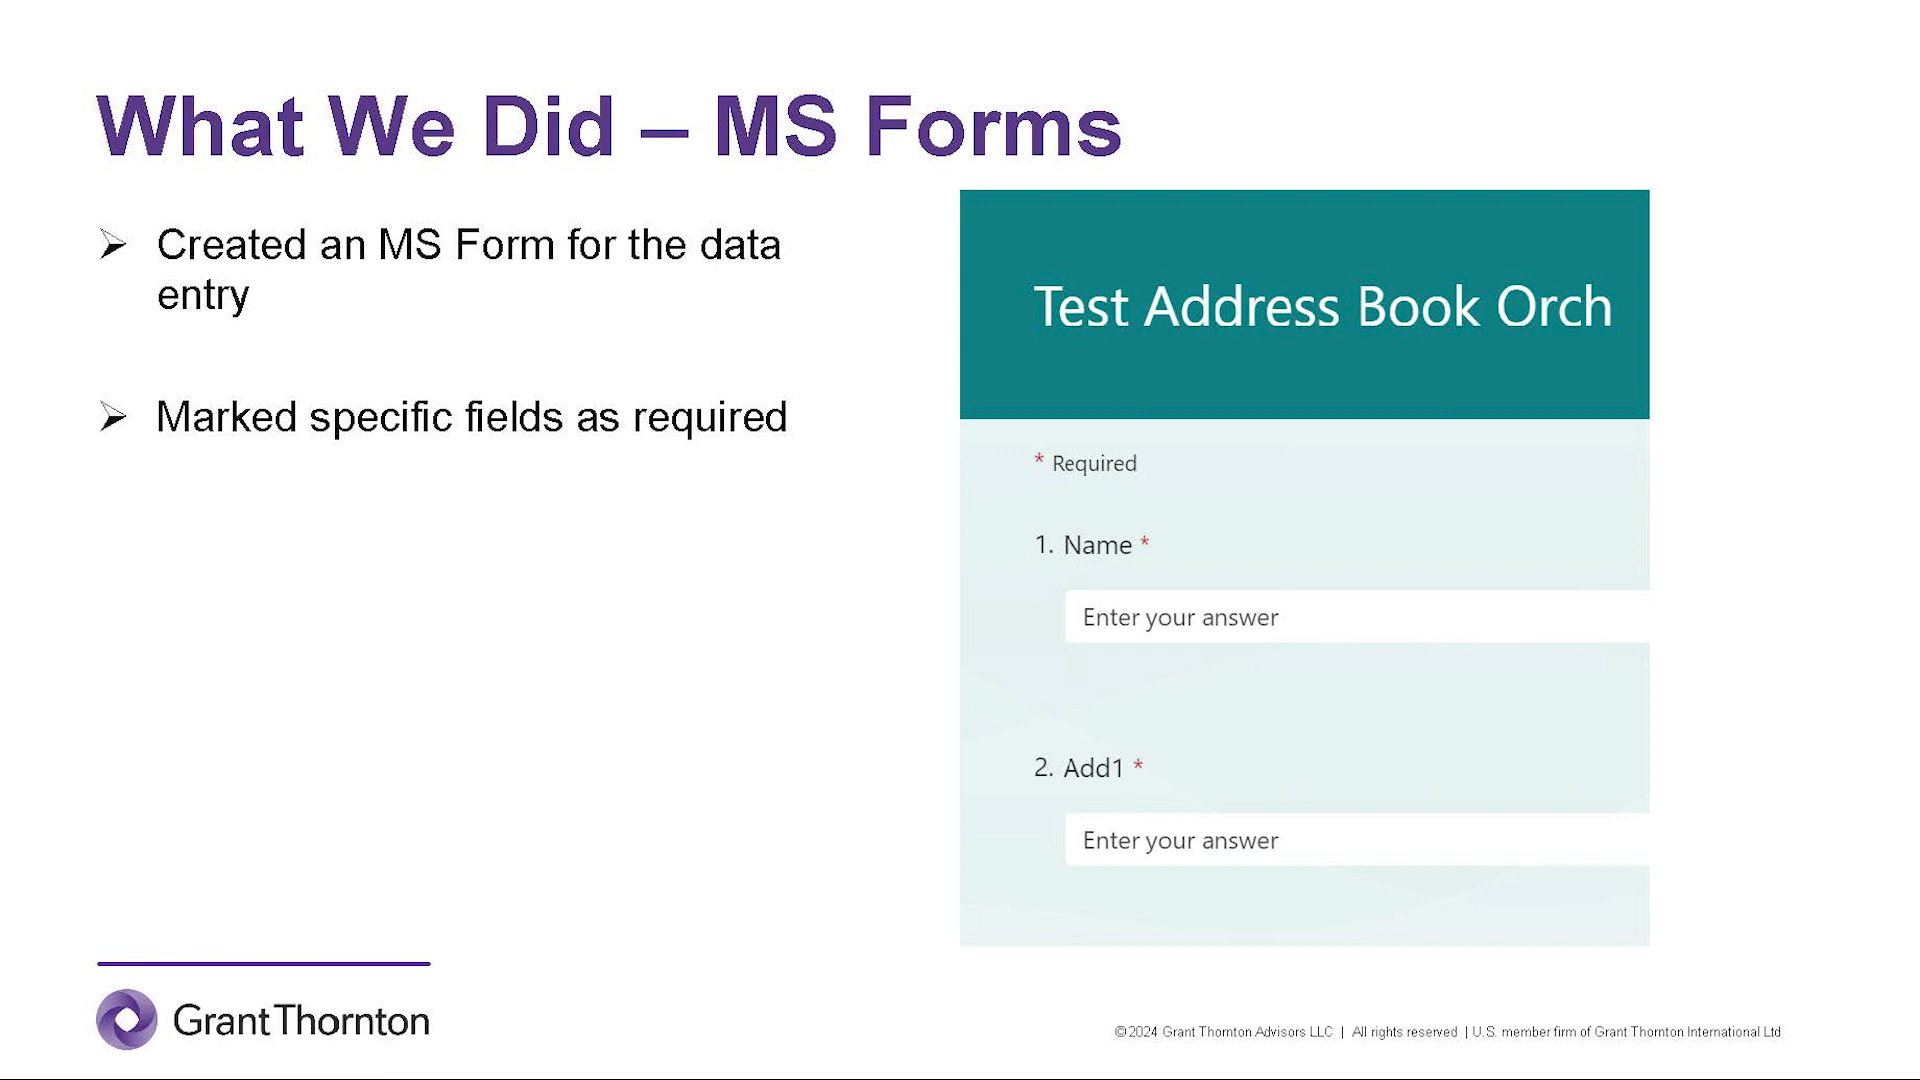 What We Did – MS Forms
➢ Created an MS Form for the data
entry
➢ Marked specific fields as required
Test Address Book Orch
* Required
1. Name *
Enter your answer
2. Add1 *
Enter your answer
Grant Thornton
©2024 Grant Thornton Advisors LLC | All rights reserved | U.S. member firm of Grant Thornton International Ltd